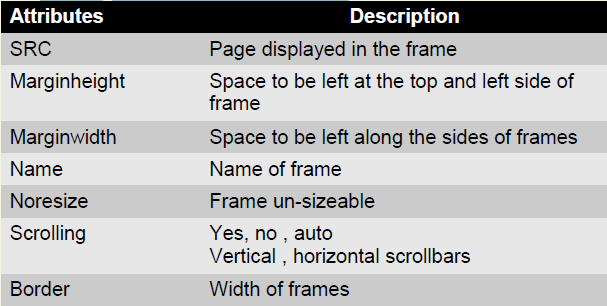 Attributes Description
SRC Page displayed in the frame
Marginheight Space to be left at the top and left side of
frame
Marginwidth Space to be left along the sides of frames
Name Name of frame
Noresize Frame un-sizeable
Scrolling Yes, no , auto
Vertical , horizontal scrollbars
Border Width of frames